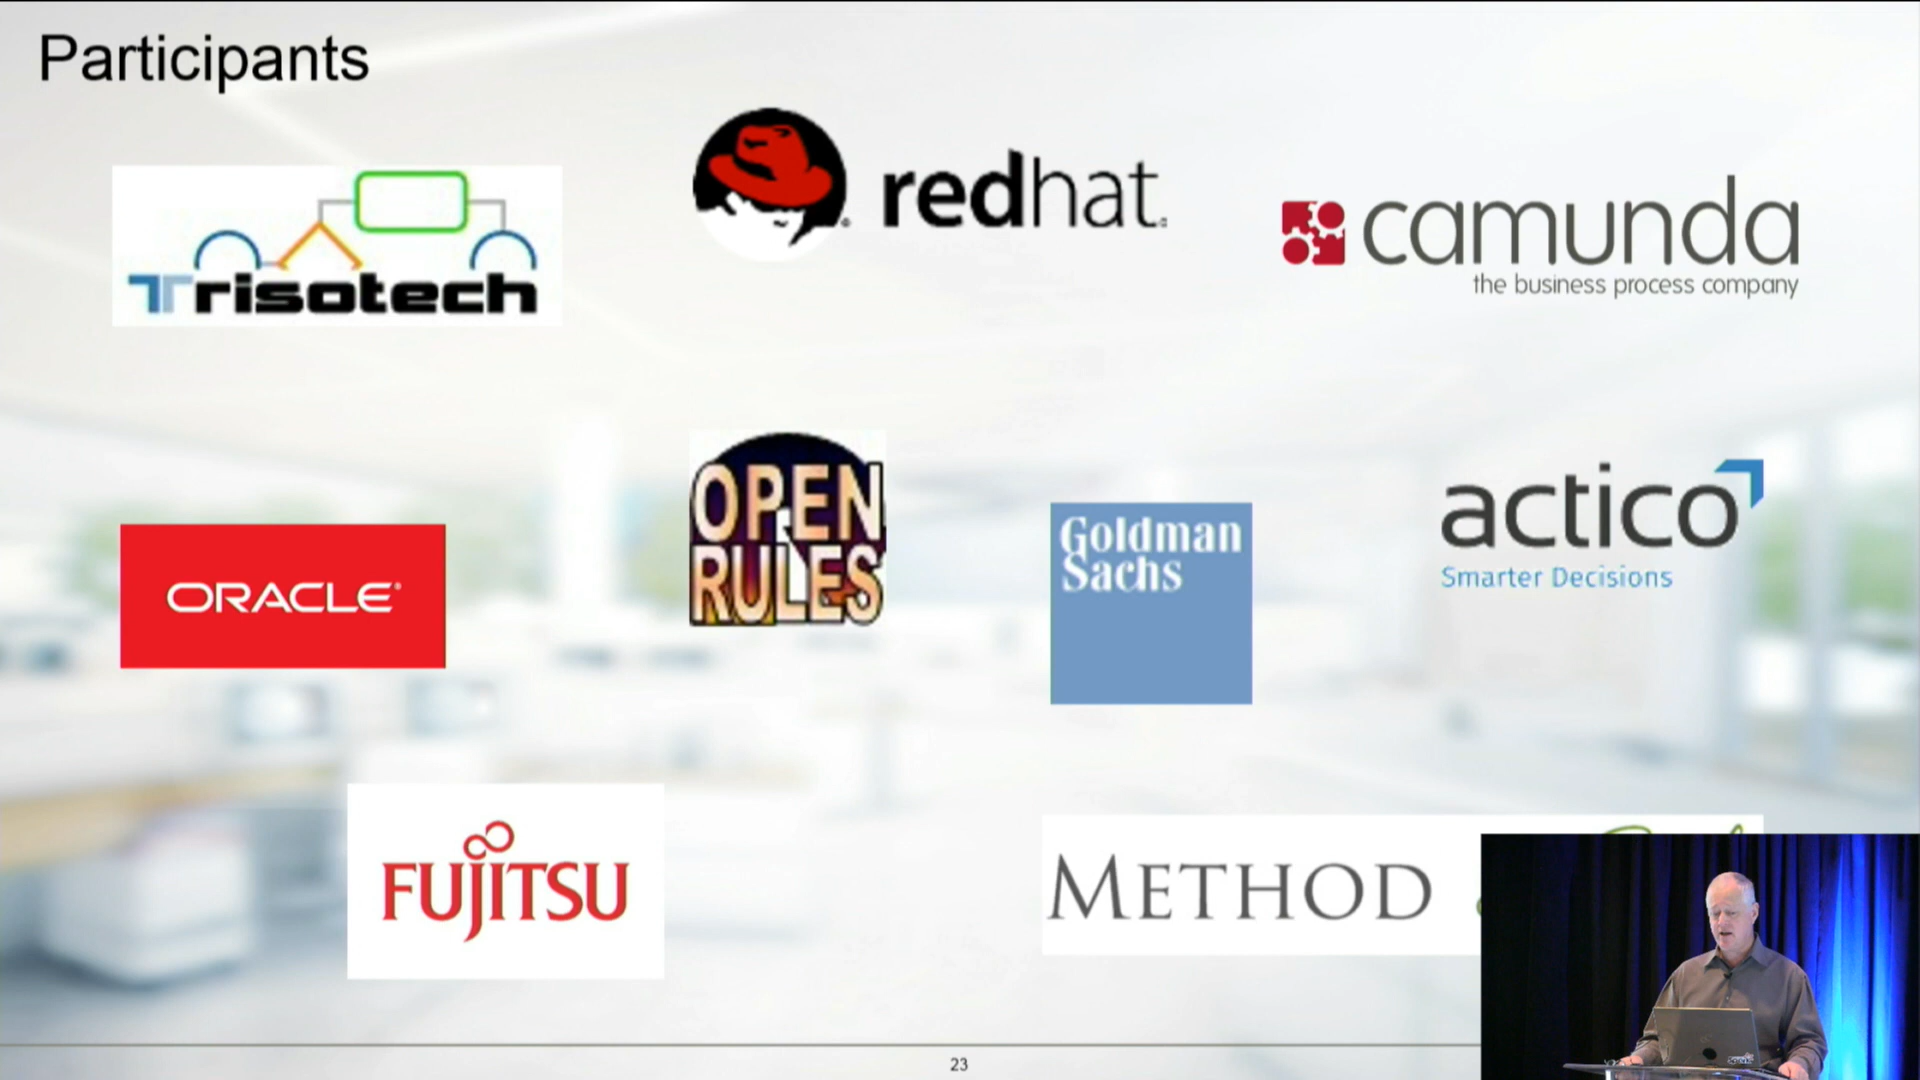 Participants
redhat.
camunda
the business process company
Trisotech
OPEN
RULES
actico
Smarter Decisions
Goldman
Sachs
ORACLE®
FUJITSU
METHOD
23